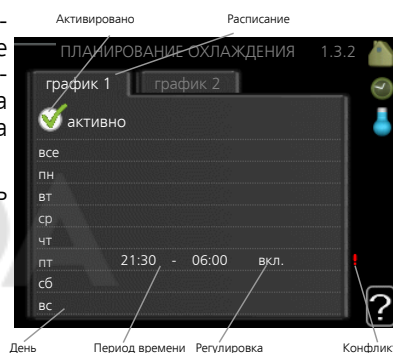 Активировано Расписание
ПЛАНИРОВАНИЕ ОХЛАЖДЕНИЯ 1.3.2
график 1 график 2
активно
все
пн
вт
ср
чт
пт 21:30 - 06:00 вкл. !
сб
вс
?
День Период времени Регулировка Конфликт